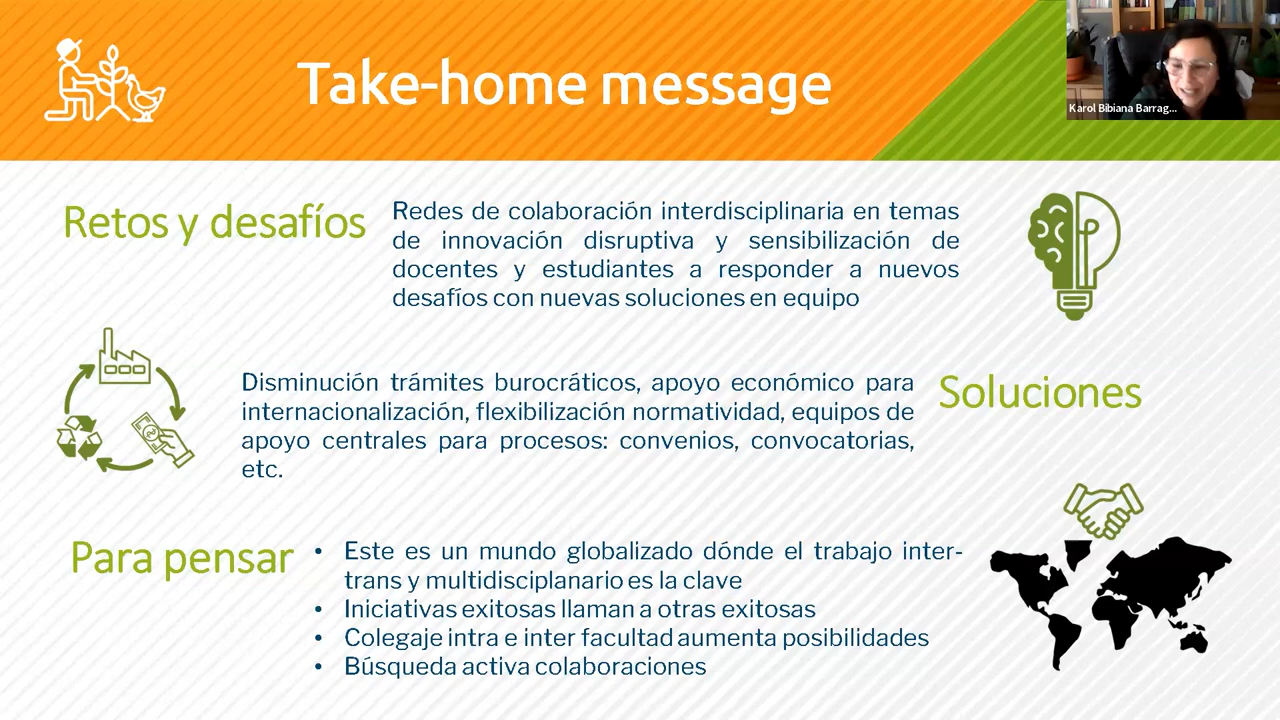 Take-home message
Karol Bibiana Barrag...
Retos y desafíos
Redes de colaboración interdisciplinaria en temas
de innovación disruptiva y sensibilización de
docentes y estudiantes a responder a nuevos
desafíos con nuevas soluciones en equipo
Disminución trámites burocráticos, apoyo económico para
internacionalización, flexibilización normatividad, equipos de
apoyo centrales para procesos: convenios, convocatorias,
etc.
Soluciones
Para pensar
• Este es un mundo globalizado dónde el trabajo inter-
trans y multidisciplanario es la clave
• Iniciativas exitosas llaman a otras exitosas
• Colegaje intra e inter facultad aumenta posibilidades
• Búsqueda activa colaboraciones